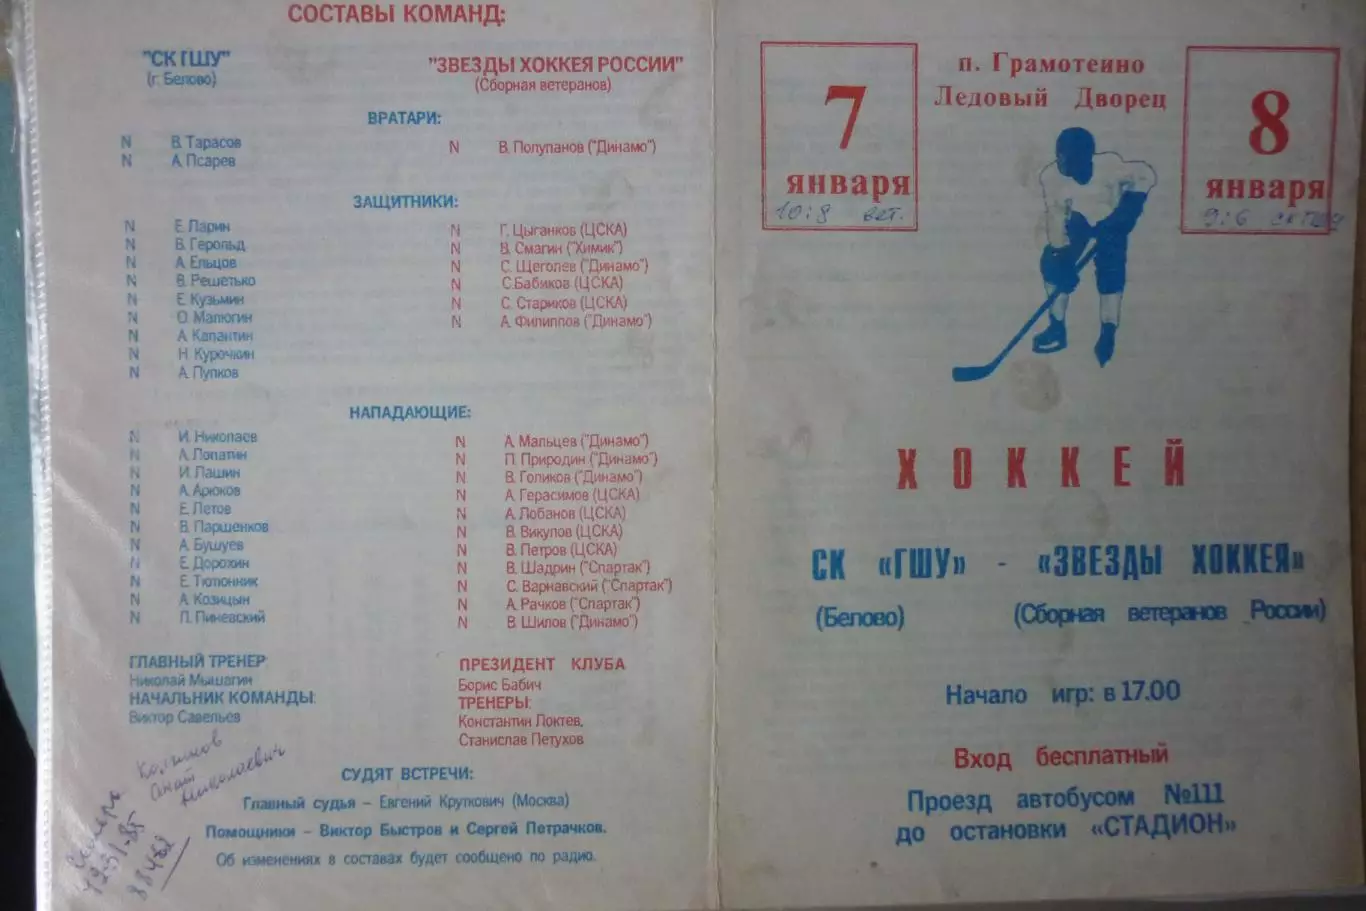 СОСТАВЫ КОМАНД:
"СК ГШУ"
(г. Белово)
"ЗВЕЗДЫ ХОККЕЯ РОССИИ"
(Сборная ветеранов)
ВРАТАРИ:
N В. Тарасов
N А. Псарев
N В. Полупанов ("Динамо")
ЗАЩИТНИКИ:
N Е. Ларин
N В. Герольд
N А. Ельцов
N В. Решетько
N Е. Кузьмин
N О. Малюгин
N А. Калантин
N Н. Курочкин
N А. Пупков
N Г. Цыганков (ЦСКА)
N В. Смагин ("Химик")
N С. Щеголев ("Динамо")
N С.Бабиков (ЦСКА)
N С. Стариков (ЦСКА)
N А. Филиппов ("Динамо")
НАПАДАЮЩИЕ:
N И. Николаев
N А. Лопатин
N И. Лашин
N А. Арюков
N Е. Летов
N В. Паршенков
N А. Бушуев
N Е. Дорохин
N Е. Тютюнник
N А. Козицын
N П. Пиневский
N А. Мальцев ("Динамо")
N П. Природин ("Динамо")
N В. Голиков ("Динамо")
N А. Герасимов (ЦСКА)
N А. Лобанов (ЦСКА)
N В. Викулов (ЦСКА)
N В. Петров (ЦСКА)
N В. Шадрин ("Спартак")
N С. Варнавский ("Спартак")
N А. Рачков ("Спартак")
N В. Шилов ("Динамо")
ГЛАВНЫЙ ТРЕНЕР
Николай Мышагин
НАЧАЛЬНИК КОМАНДЫ:
Виктор Савельев
ПРЕЗИДЕНТ КЛУБА
Борис Бабич
ТРЕНЕРЫ:
Константин Локтев,
Станислав Петухов
СУДЯТ ВСТРЕЧИ:
Главный судья – Евгений Круткович (Москва)
Помощники – Виктор Быстров и Сергей Петрачков.
Об изменениях в составах будет сообщено по радио.
Николаевич
88482
7
января
10:8 вет.
п. Грамотеино
Ледовый Дворец
8
января
9:6 СКГШУ
ХОККЕЙ
СК «ГШУ» - «ЗВЕЗДЫ ХОККЕЯ»
(Белово) (Сборная ветеранов России)
Начало игр: в 17.00
Вход бесплатный
Проезд автобусом №111
до остановки «СТАДИОН»